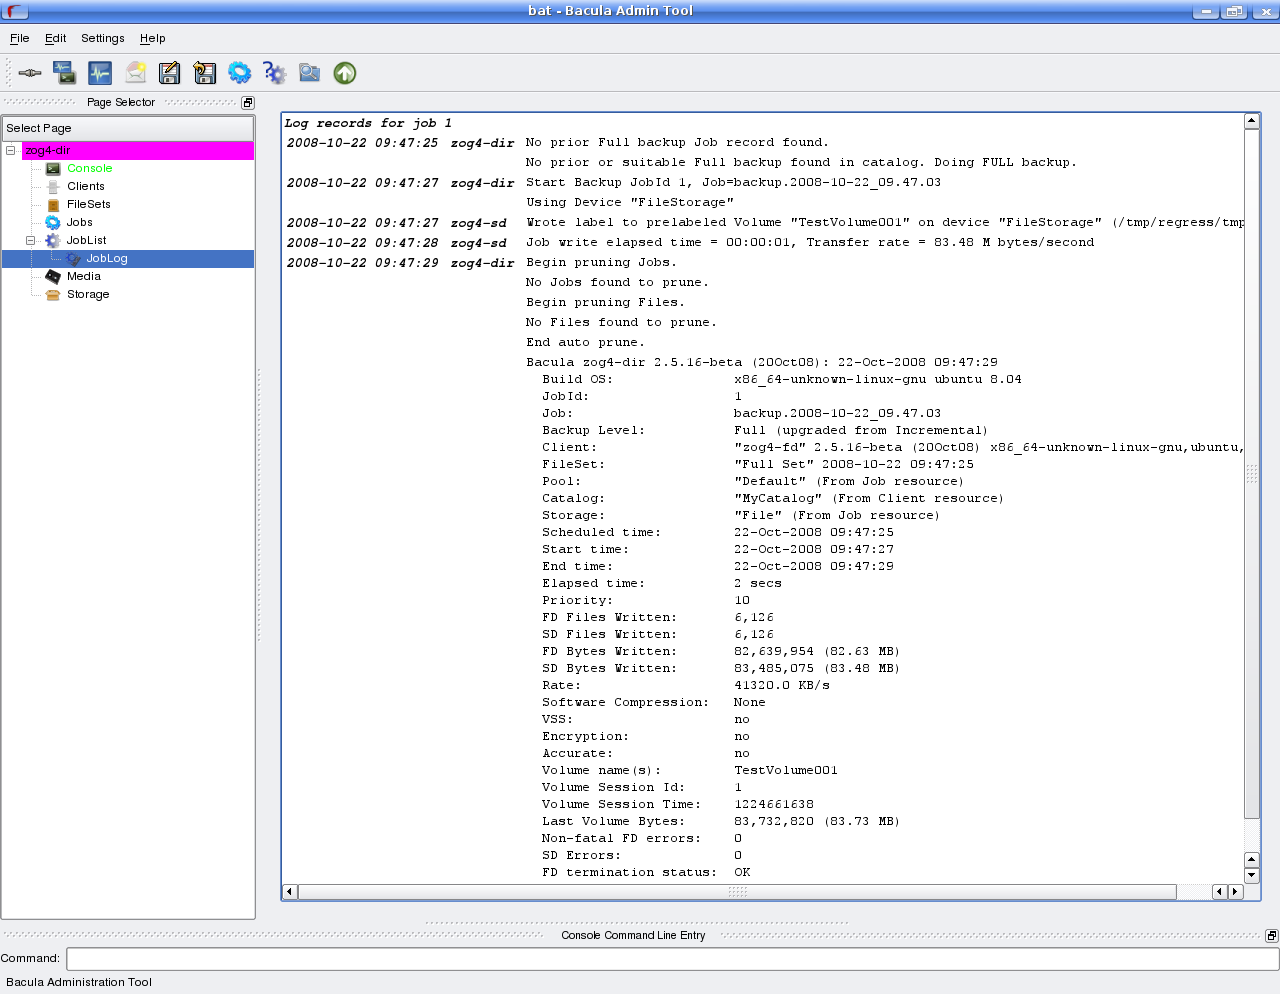 bat - Bacula Admin Tool
File Edit Settings Help
Page Selector
Select Page
zog4-dir
Console
Clients
FileSets
Jobs
JobList
JobLog
Media
Storage
Log records for job 1
2008-10-22 09:47:25 zog4-dir No prior Full backup Job record found.
No prior or suitable Full backup found in catalog. Doing FULL backup.
2008-10-22 09:47:27 zog4-dir Start Backup JobId 1, Job=backup.2008-10-22_09.47.03
Using Device "FileStorage"
2008-10-22 09:47:27 zog4-sd Wrote label to prelabeled Volume "TestVolume001" on device "FileStorage" (/tmp/regress/tmp
2008-10-22 09:47:28 zog4-sd Job write elapsed time = 00:00:01, Transfer rate = 83.48 M bytes/second
2008-10-22 09:47:29 zog4-dir Begin pruning Jobs.
No Jobs found to prune.
Begin pruning Files.
No Files found to prune.
End auto prune.
Bacula zog4-dir 2.5.16-beta (20Oct08): 22-Oct-2008 09:47:29
Build OS: x86_64-unknown-linux-gnu ubuntu 8.04
JobId: 1
Job: backup.2008-10-22_09.47.03
Backup Level: Full (upgraded from Incremental)
Client: "zog4-fd" 2.5.16-beta (20Oct08) x86_64-unknown-linux-gnu,ubuntu,
FileSet: "Full Set" 2008-10-22 09:47:25
Pool: "Default" (From Job resource)
Catalog: "MyCatalog" (From Client resource)
Storage: "File" (From Job resource)
Scheduled time: 22-Oct-2008 09:47:25
Start time: 22-Oct-2008 09:47:27
End time: 22-Oct-2008 09:47:29
Elapsed time: 2 secs
Priority: 10
FD Files Written: 6,126
SD Files Written: 6,126
FD Bytes Written: 82,639,954 (82.63 MB)
SD Bytes Written: 83,485,075 (83.48 MB)
Rate: 41320.0 KB/s
Software Compression: None
VSS: no
Encryption: no
Accurate: no
Volume name(s): TestVolume001
Volume Session Id: 1
Volume Session Time: 1224661638
Last Volume Bytes: 83,732,820 (83.73 MB)
Non-fatal FD errors: 0
SD Errors: 0
FD termination status: OK
Console Command Line Entry
Command:
Bacula Administration Tool